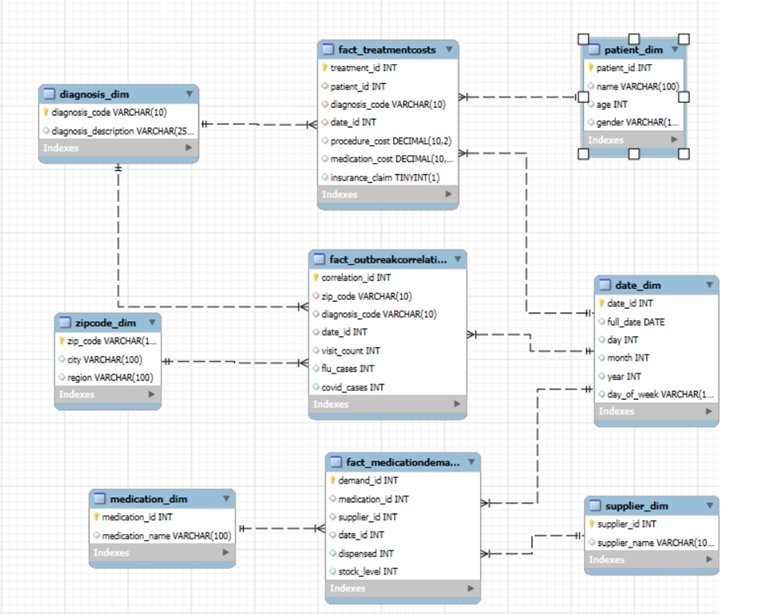 fact_treatmentcosts
treatment_id INT
patient_id INT
diagnosis_code VARCHAR(10)
date_id INT
procedure_cost DECIMAL(10,2)
medication_cost DECIMAL(10,...
insurance_claim TINYINT(1)
Indexes
patient_dim
patient_id INT
name VARCHAR(100)
age INT
gender VARCHAR(1...
Indexes
diagnosis_dim
diagnosis_code VARCHAR(10)
diagnosis_description VARCHAR(25...
Indexes
fact_outbreakcorrelati...
correlation_id INT
zip_code VARCHAR(10)
diagnosis_code VARCHAR(10)
date_id INT
visit_count INT
flu_cases INT
covid_cases INT
Indexes
date_dim
date_id INT
full_date DATE
day INT
month INT
year INT
day_of_week VARCHAR(1...
Indexes
zipcode_dim
zip_code VARCHAR(1...
city VARCHAR(100)
region VARCHAR(100)
Indexes
fact_medicationdema...
demand_id INT
medication_id INT
supplier_id INT
date_id INT
dispensed INT
stock_level INT
Indexes
medication_dim
medication_id INT
medication_name VARCHAR(100)
Indexes
supplier_dim
supplier_id INT
supplier_name VARCHAR(10...
Indexes